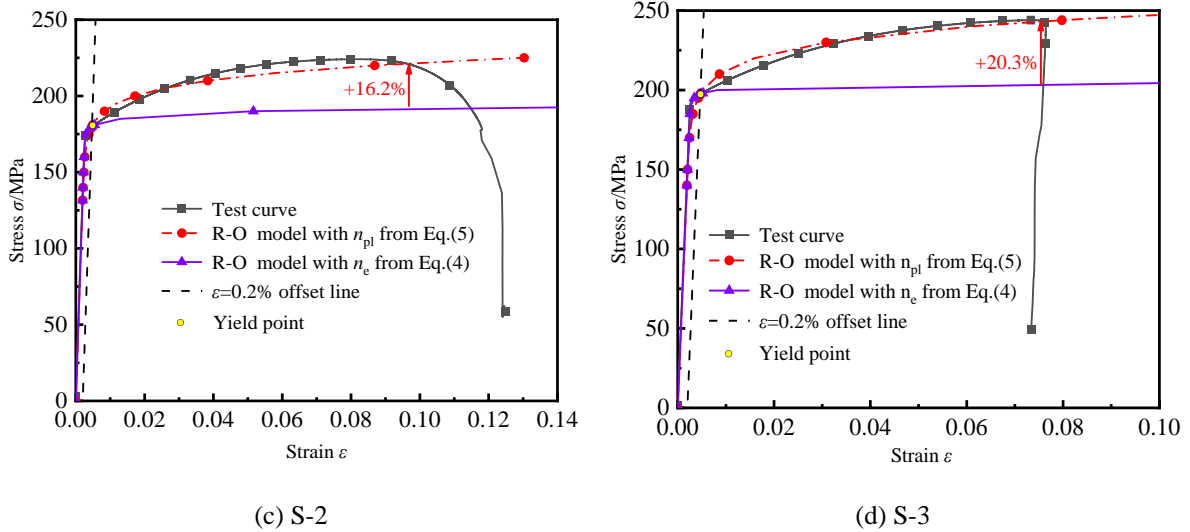 250
200
150
100
50
0
Stress σ/MPa
+16.2%
Test curve
R-O model with n_pl from Eq.(5)
R-O model with n_e from Eq.(4)
ε=0.2% offset line
Yield point
0.00 0.02 0.04 0.06 0.08 0.10 0.12 0.14
Strain ε
(c) S-2
250
200
150
100
50
0
Stress σ/MPa
+20.3%
Test curve
R-O model with n_pl from Eq.(5)
R-O model with n_e from Eq.(4)
ε=0.2% offset line
Yield point
0.00 0.02 0.04 0.06 0.08 0.10
Strain ε
(d) S-3